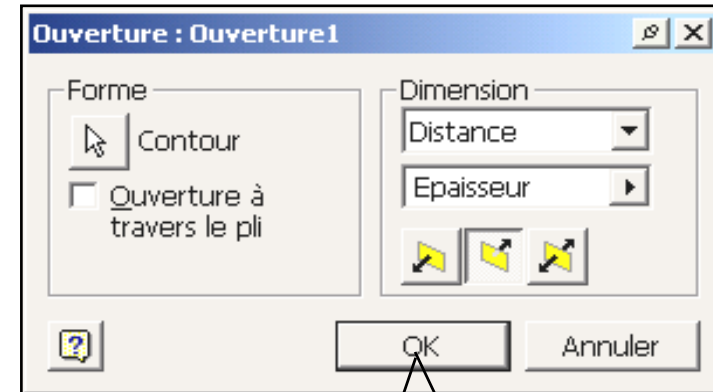 Ouverture : Ouverture1
Forme
Contour
Ouverture à
travers le pli
Dimension
Distance
Epaisseur
?
OK
Annuler